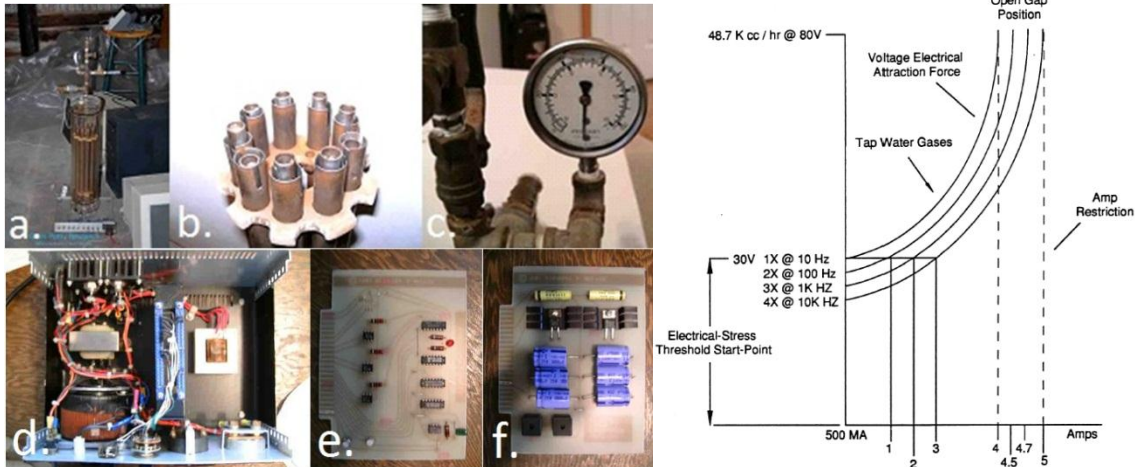 a.
b.
c.
d.
e.
f.
Open Gap
Position
48.7 K cc / hr @ 80V
Voltage Electrical
Attraction Force
Tap Water Gases
Amp
Restriction
30V
1X @ 10 Hz
2X @ 100 Hz
3X @ 1K HZ
4X @ 10K HZ
Electrical-Stress
Threshold Start-Point
500 MA
1
2
3
4
4.5
4.7
5
Amps